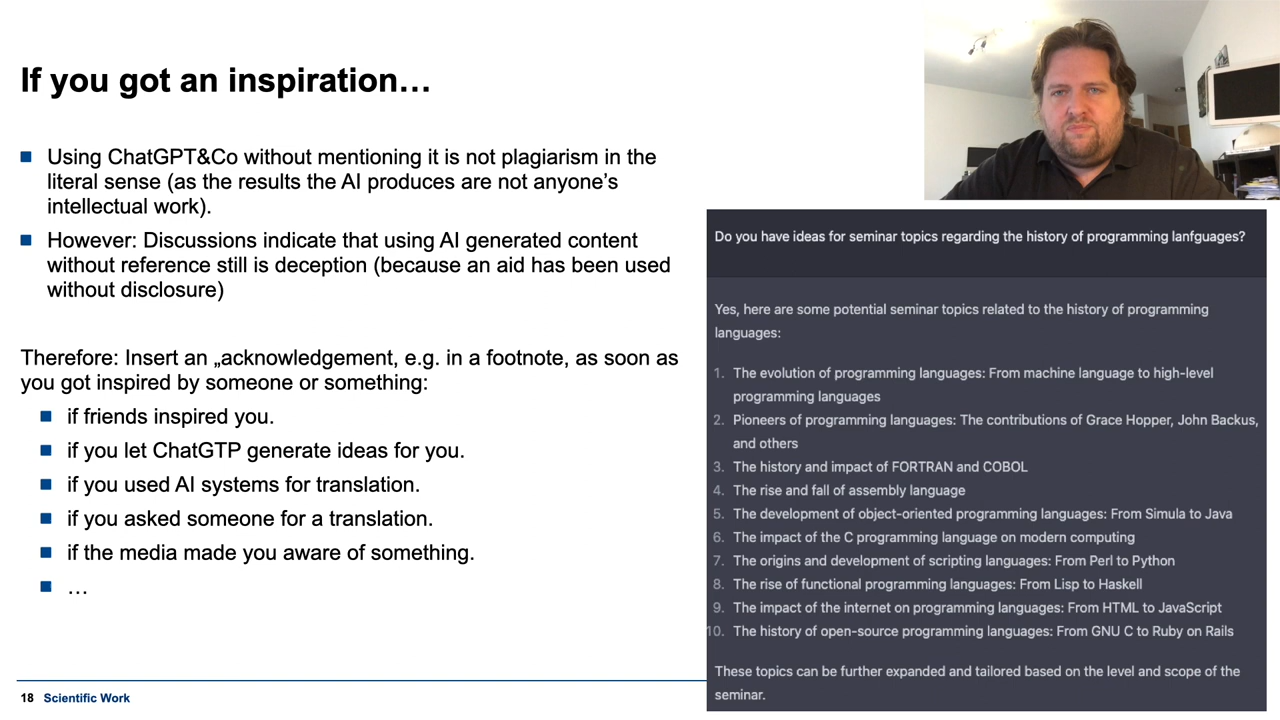 If you got an inspiration…
■ Using ChatGPT&Co without mentioning it is not plagiarism in the
literal sense (as the results the AI produces are not anyone’s
intellectual work).
■ However: Discussions indicate that using AI generated content
without reference still is deception (because an aid has been used
without disclosure)
Therefore: Insert an „acknowledgement, e.g. in a footnote, as soon as
you got inspired by someone or something:
■ if friends inspired you.
■ if you let ChatGTP generate ideas for you.
■ if you used AI systems for translation.
■ if you asked someone for a translation.
■ if the media made you aware of something.
■ …
Do you have ideas for seminar topics regarding the history of programming lanfguages?
Yes, here are some potential seminar topics related to the history of programming
languages:
1. The evolution of programming languages: From machine language to high-level
programming languages
2. Pioneers of programming languages: The contributions of Grace Hopper, John Backus,
and others
3. The history and impact of FORTRAN and COBOL
4. The rise and fall of assembly language
5. The development of object-oriented programming languages: From Simula to Java
6. The impact of the C programming language on modern computing
7. The origins and development of scripting languages: From Perl to Python
8. The rise of functional programming languages: From Lisp to Haskell
9. The impact of the internet on programming languages: From HTML to JavaScript
10. The history of open-source programming languages: From GNU C to Ruby on Rails
These topics can be further expanded and tailored based on the level and scope of the
seminar.
18 Scientific Work